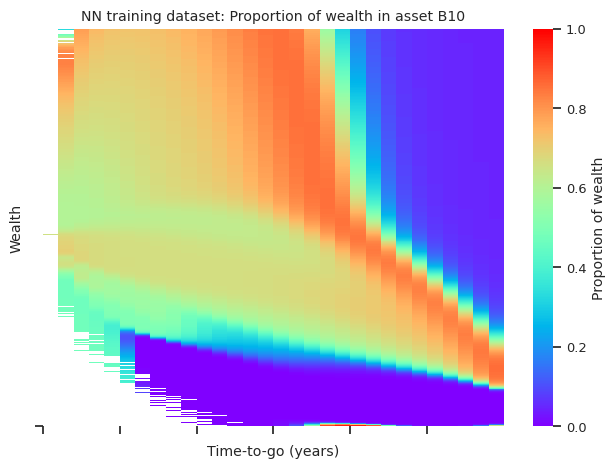 NN training dataset: Proportion of wealth in asset B10
Wealth
Time-to-go (years)
1.0
0.8
0.6
0.4
0.2
0.0
Proportion of wealth